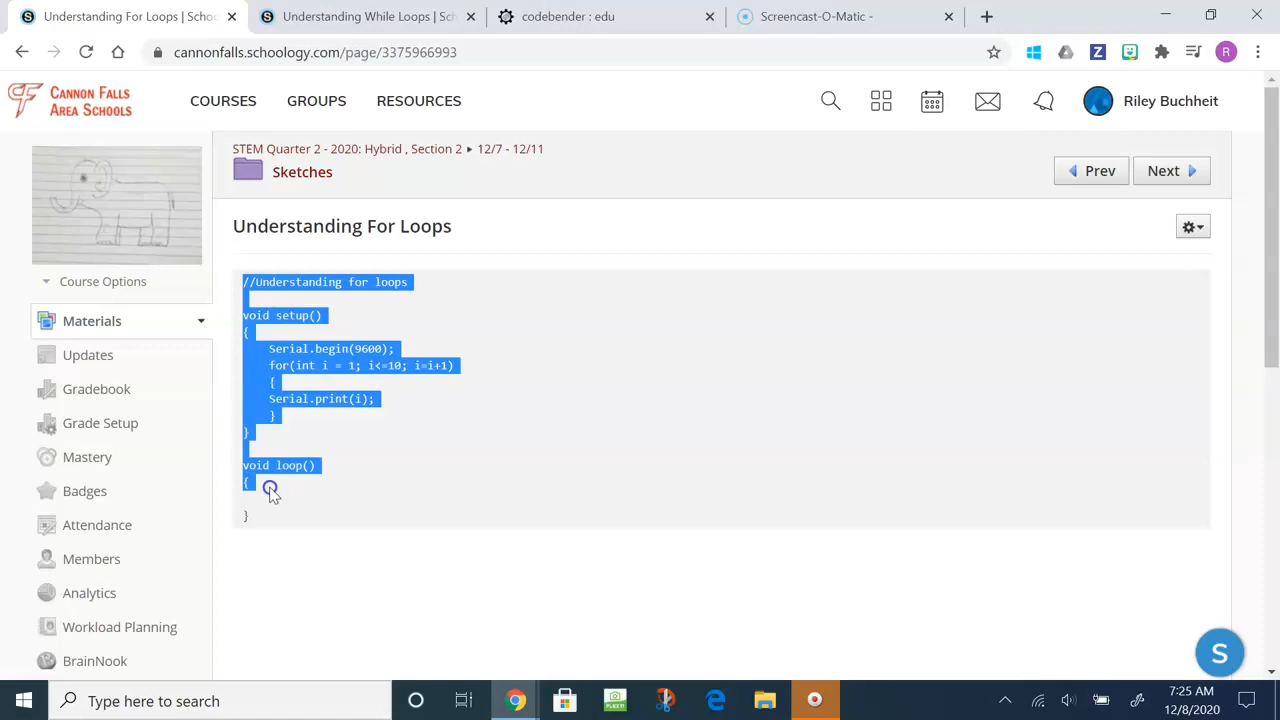 Understanding For Loops | Schoo
Understanding While Loops | Sch
codebender : edu
Screencast-O-Matic -
cannonfalls.schoology.com/page/3375966993
Z
R
CANNON FALLS
AREA SCHOOLS
COURSES
GROUPS
RESOURCES
Riley Buchheit
STEM Quarter 2 - 2020: Hybrid , Section 2 ▸ 12/7 - 12/11
Sketches
Prev
Next
Course Options
Materials
Updates
Gradebook
Grade Setup
Mastery
Badges
Attendance
Members
Analytics
Workload Planning
BrainNook
Understanding For Loops
//Understanding for loops
void setup()
{
Serial.begin(9600);
for(int i = 1; i<=10; i=i+1)
{
Serial.print(i);
}
}
void loop()
{
}
S
Type here to search
7:25 AM
12/8/2020